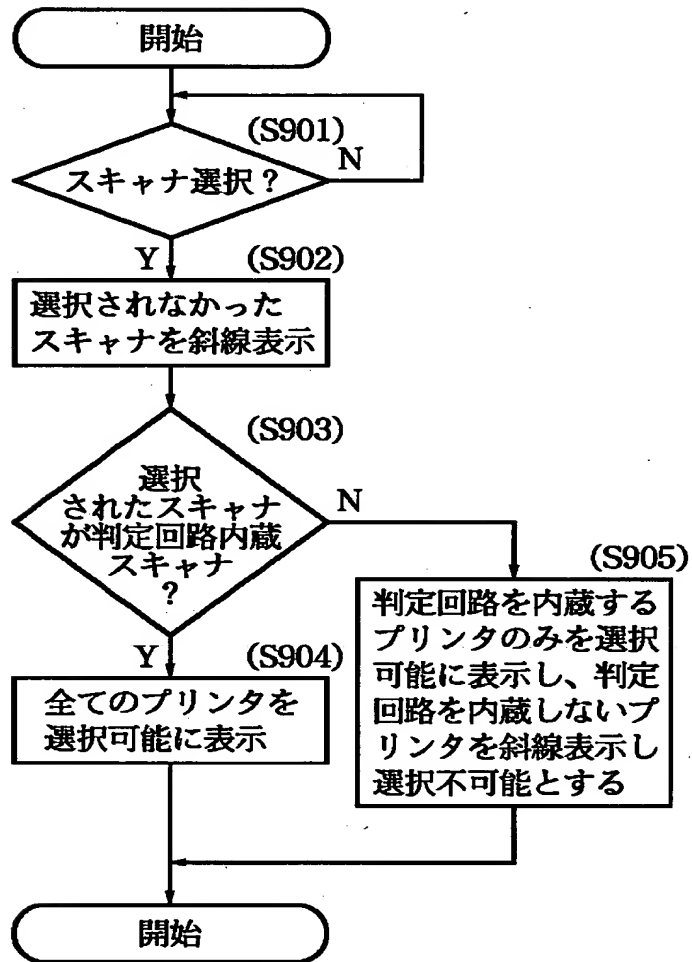 開始
(S901)
スキャナ選択？
N
Y
(S902)
選択されなかった
スキャナを斜線表示
(S903)
選択
されたスキャナ
が判定回路内蔵
スキャナ
？
N
Y
(S904)
全てのプリンタを
選択可能に表示
(S905)
判定回路を内蔵する
プリンタのみを選択
可能に表示し、判定
回路を内蔵しないプ
リンタを斜線表示し
選択不可能とする
開始